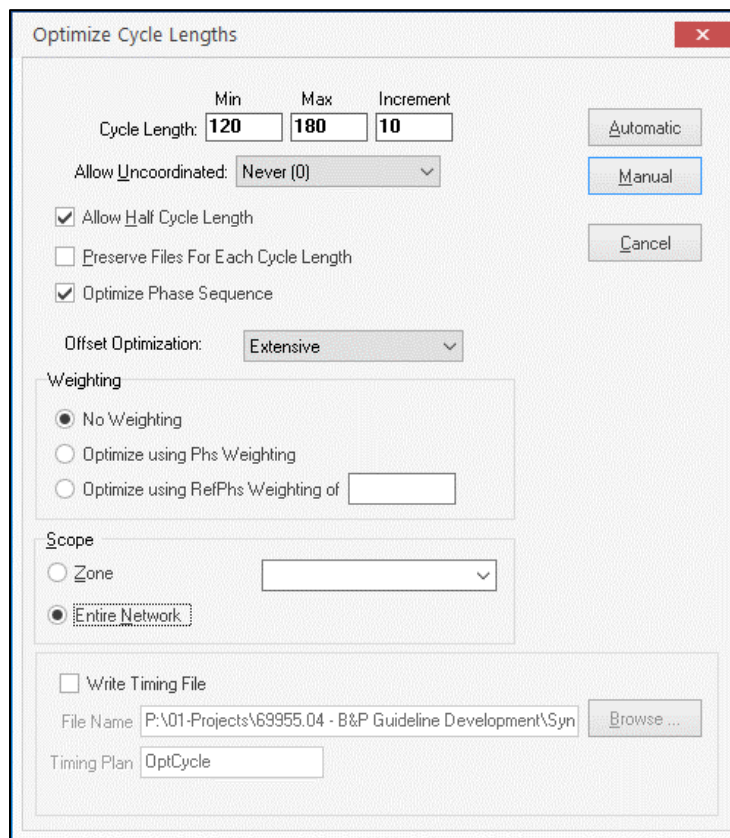 Optimize Cycle Lengths
Min Max Increment
Cycle Length: 120 180 10
Automatic
Allow Uncoordinated: Never (0)
Manual
Allow Half Cycle Length
Cancel
Preserve Files For Each Cycle Length
Optimize Phase Sequence
Offset Optimization: Extensive
Weighting
No Weighting
Optimize using Phs Weighting
Optimize using RefPhs Weighting of
Scope
Zone
Entire Network
Write Timing File
File Name P:\01-Projects\69955.04 - B&P Guideline Development\Syn Browse ...
Timing Plan OptCycle